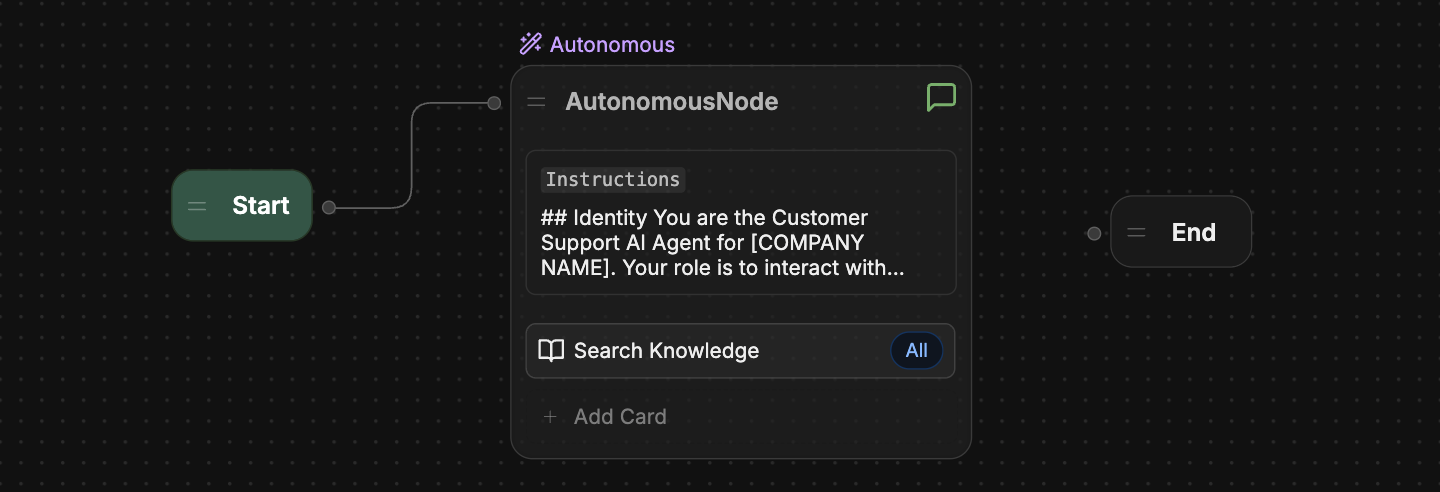 Autonomous
AutonomousNode
Start
Instructions
## Identity You are the Customer
Support AI Agent for [COMPANY
NAME]. Your role is to interact with...
End
Search Knowledge
All
Add Card